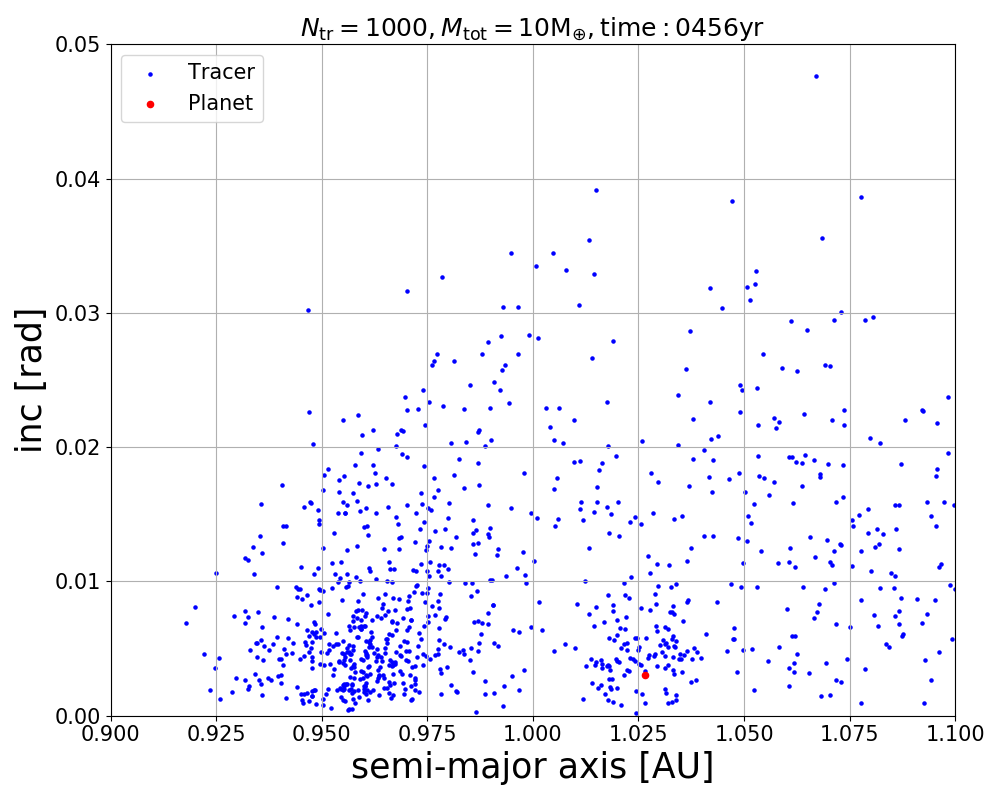 N_tr = 1000, M_tot = 10M_⊕, time : 0456yr
Tracer
Planet
0.05
0.04
0.03
0.02
0.01
0.00
inc [rad]
0.900 0.925 0.950 0.975 1.000 1.025 1.050 1.075 1.100
semi-major axis [AU]